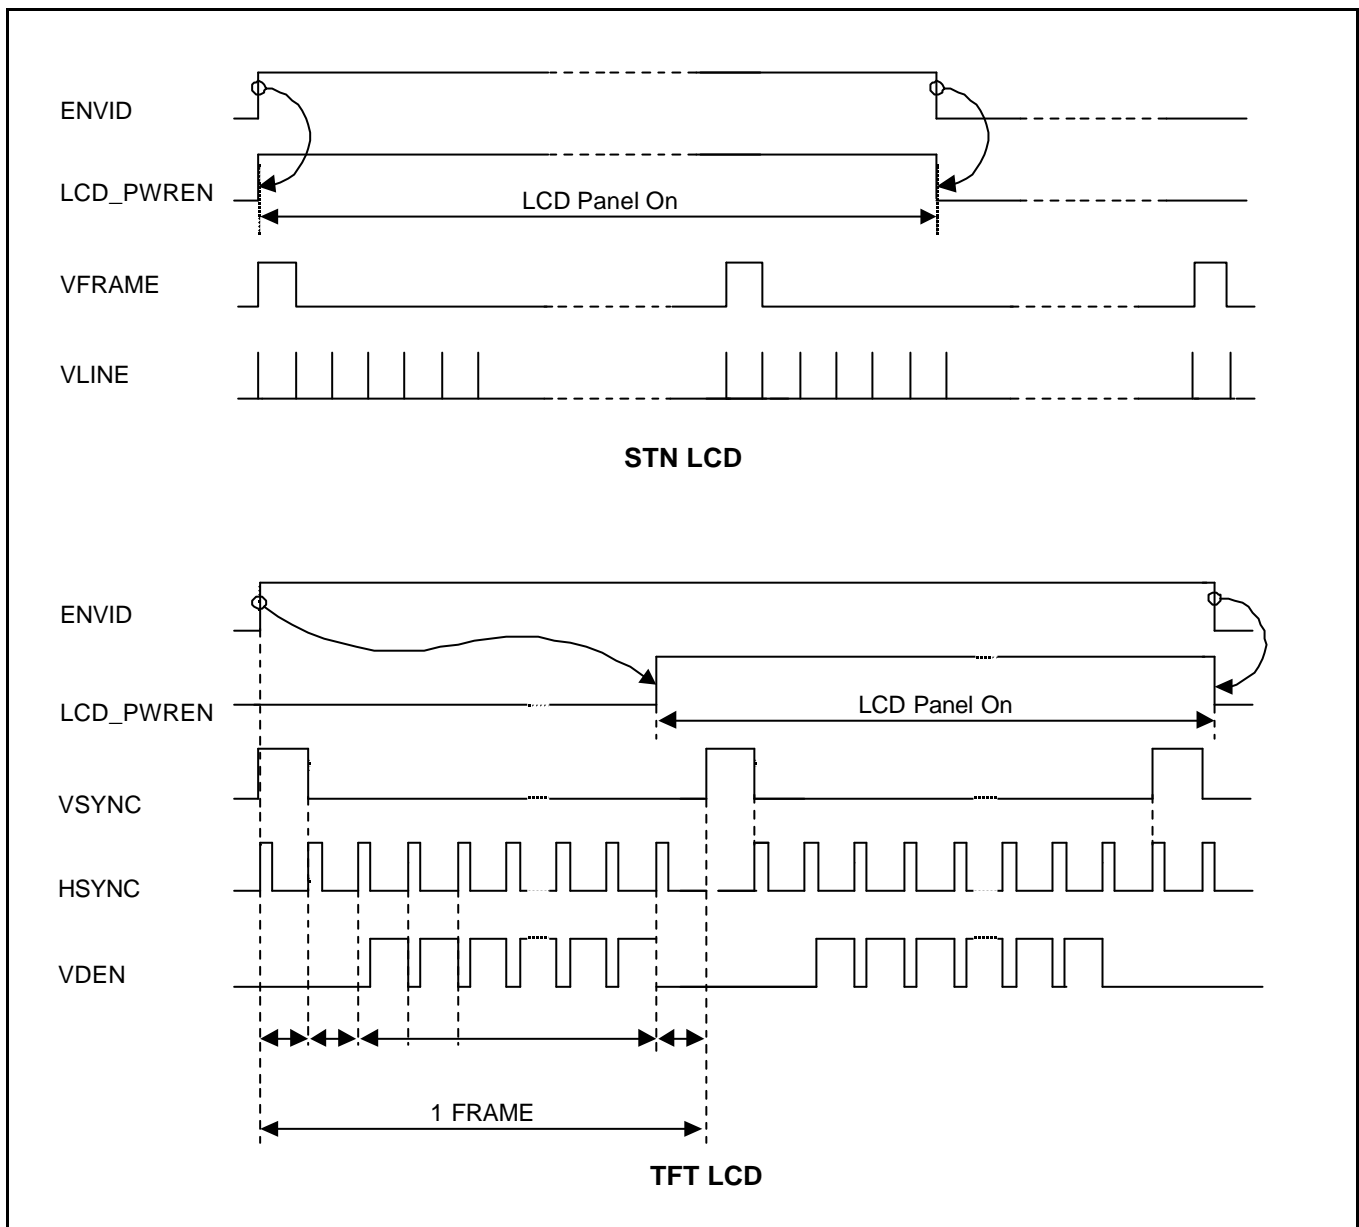 ENVID
LCD_PWREN
LCD Panel On
VFRAME
VLINE
STN LCD
ENVID
LCD_PWREN
LCD Panel On
VSYNC
HSYNC
VDEN
1 FRAME
TFT LCD